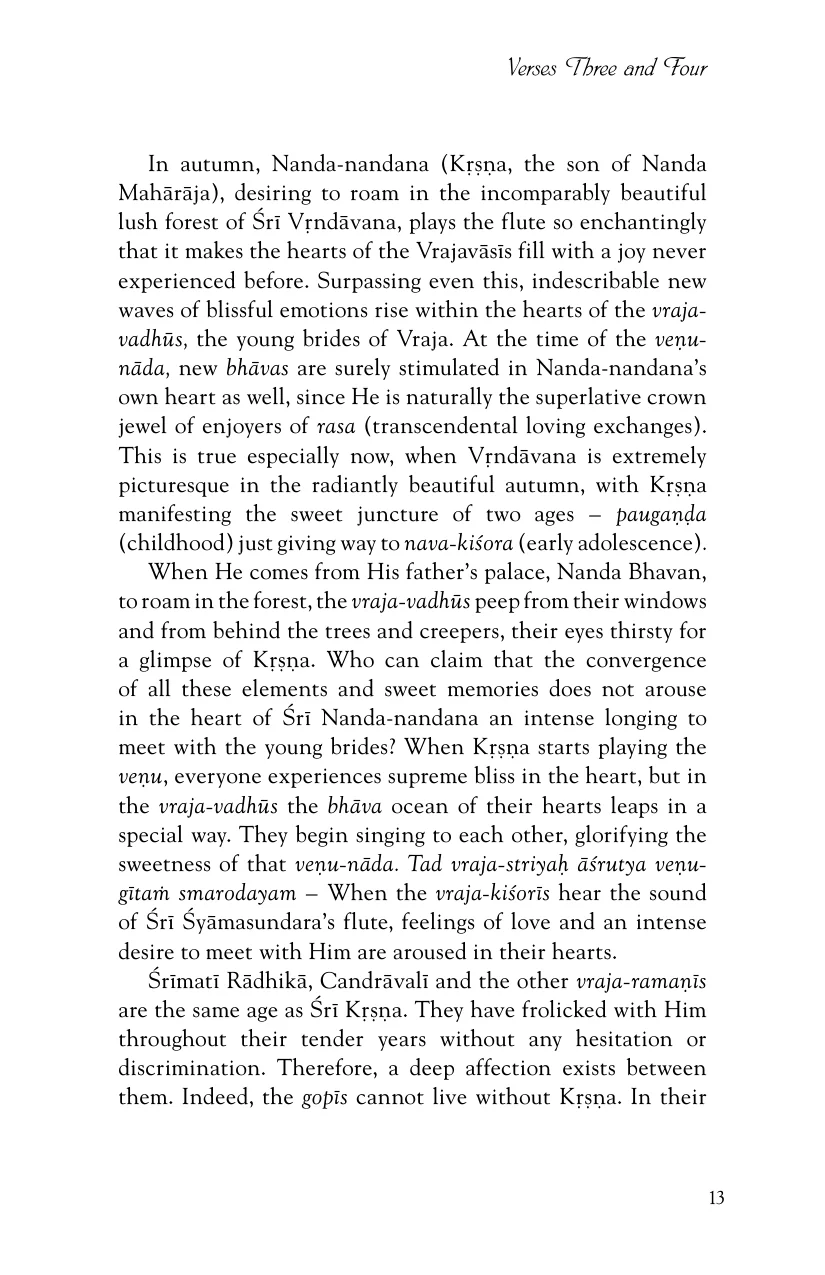 Verses Three and Four
In autumn, Nanda-nandana (Kṛṣṇa, the son of Nanda
Mahārāja), desiring to roam in the incomparably beautiful
lush forest of Śrī Vṛndāvana, plays the flute so enchantingly
that it makes the hearts of the Vrajavāsīs fill with a joy never
experienced before. Surpassing even this, indescribable new
waves of blissful emotions rise within the hearts of the vraja-
vadhūs, the young brides of Vraja. At the time of the veṇu-
nāda, new bhāvas are surely stimulated in Nanda-nandana’s
own heart as well, since He is naturally the superlative crown
jewel of enjoyers of rasa (transcendental loving exchanges).
This is true especially now, when Vṛndāvana is extremely
picturesque in the radiantly beautiful autumn, with Kṛṣṇa
manifesting the sweet juncture of two ages – paugaṇḍa
(childhood) just giving way to nava-kiśora (early adolescence).
When He comes from His father’s palace, Nanda Bhavan,
to roam in the forest, the vraja-vadhūs peep from their windows
and from behind the trees and creepers, their eyes thirsty for
a glimpse of Kṛṣṇa. Who can claim that the convergence
of all these elements and sweet memories does not arouse
in the heart of Śrī Nanda-nandana an intense longing to
meet with the young brides? When Kṛṣṇa starts playing the
veṇu, everyone experiences supreme bliss in the heart, but in
the vraja-vadhūs the bhāva ocean of their hearts leaps in a
special way. They begin singing to each other, glorifying the
sweetness of that veṇu-nāda. Tad vraja-striyaḥ āśrutya veṇu-
gītaṁ smarodayam – When the vraja-kiśorīs hear the sound
of Śrī Śyāmasundara’s flute, feelings of love and an intense
desire to meet with Him are aroused in their hearts.
Śrīmatī Rādhikā, Candrāvalī and the other vraja-ramaṇīs
are the same age as Śrī Kṛṣṇa. They have frolicked with Him
throughout their tender years without any hesitation or
discrimination. Therefore, a deep affection exists between
them. Indeed, the gopīs cannot live without Kṛṣṇa. In their
13